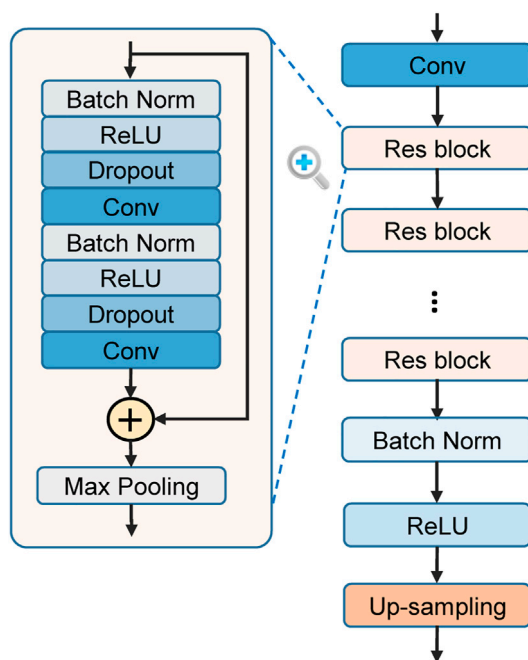 Batch Norm
ReLU
Dropout
Conv
Batch Norm
ReLU
Dropout
Conv
Max Pooling
Conv
Res block
Res block
Res block
Batch Norm
ReLU
Up-sampling